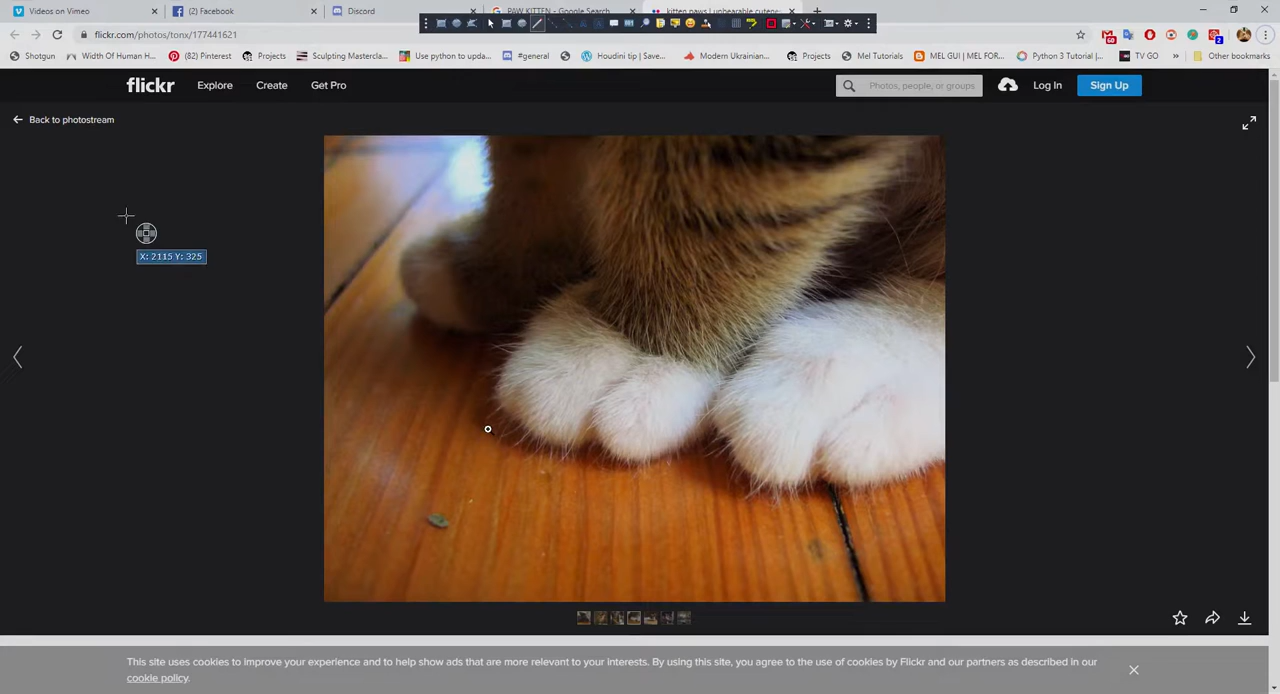 Videos on Vimeo
(2) Facebook
Discord
PAW KITTEN - Google Search
kitten paws | unbearable cutenes
flickr.com/photos/tonx/177441621
Shotgun
Width Of Human H...
(82) Pinterest
Projects
Sculpting Mastercla...
Use python to upda...
#general
Houdini tip | Save...
Modern Ukrainian...
Projects
Mel Tutorials
MEL GUI | MEL FOR...
Python 3 Tutorial |...
TV GO
»
Other bookmarks
flickr
Explore
Create
Get Pro
Photos, people, or groups
Log In
Sign Up
Back to photostream
X: 2115 Y: 325
This site uses cookies to improve your experience and to help show ads that are more relevant to your interests. By using this site, you agree to the use of cookies by Flickr and our partners as described in our
cookie policy.